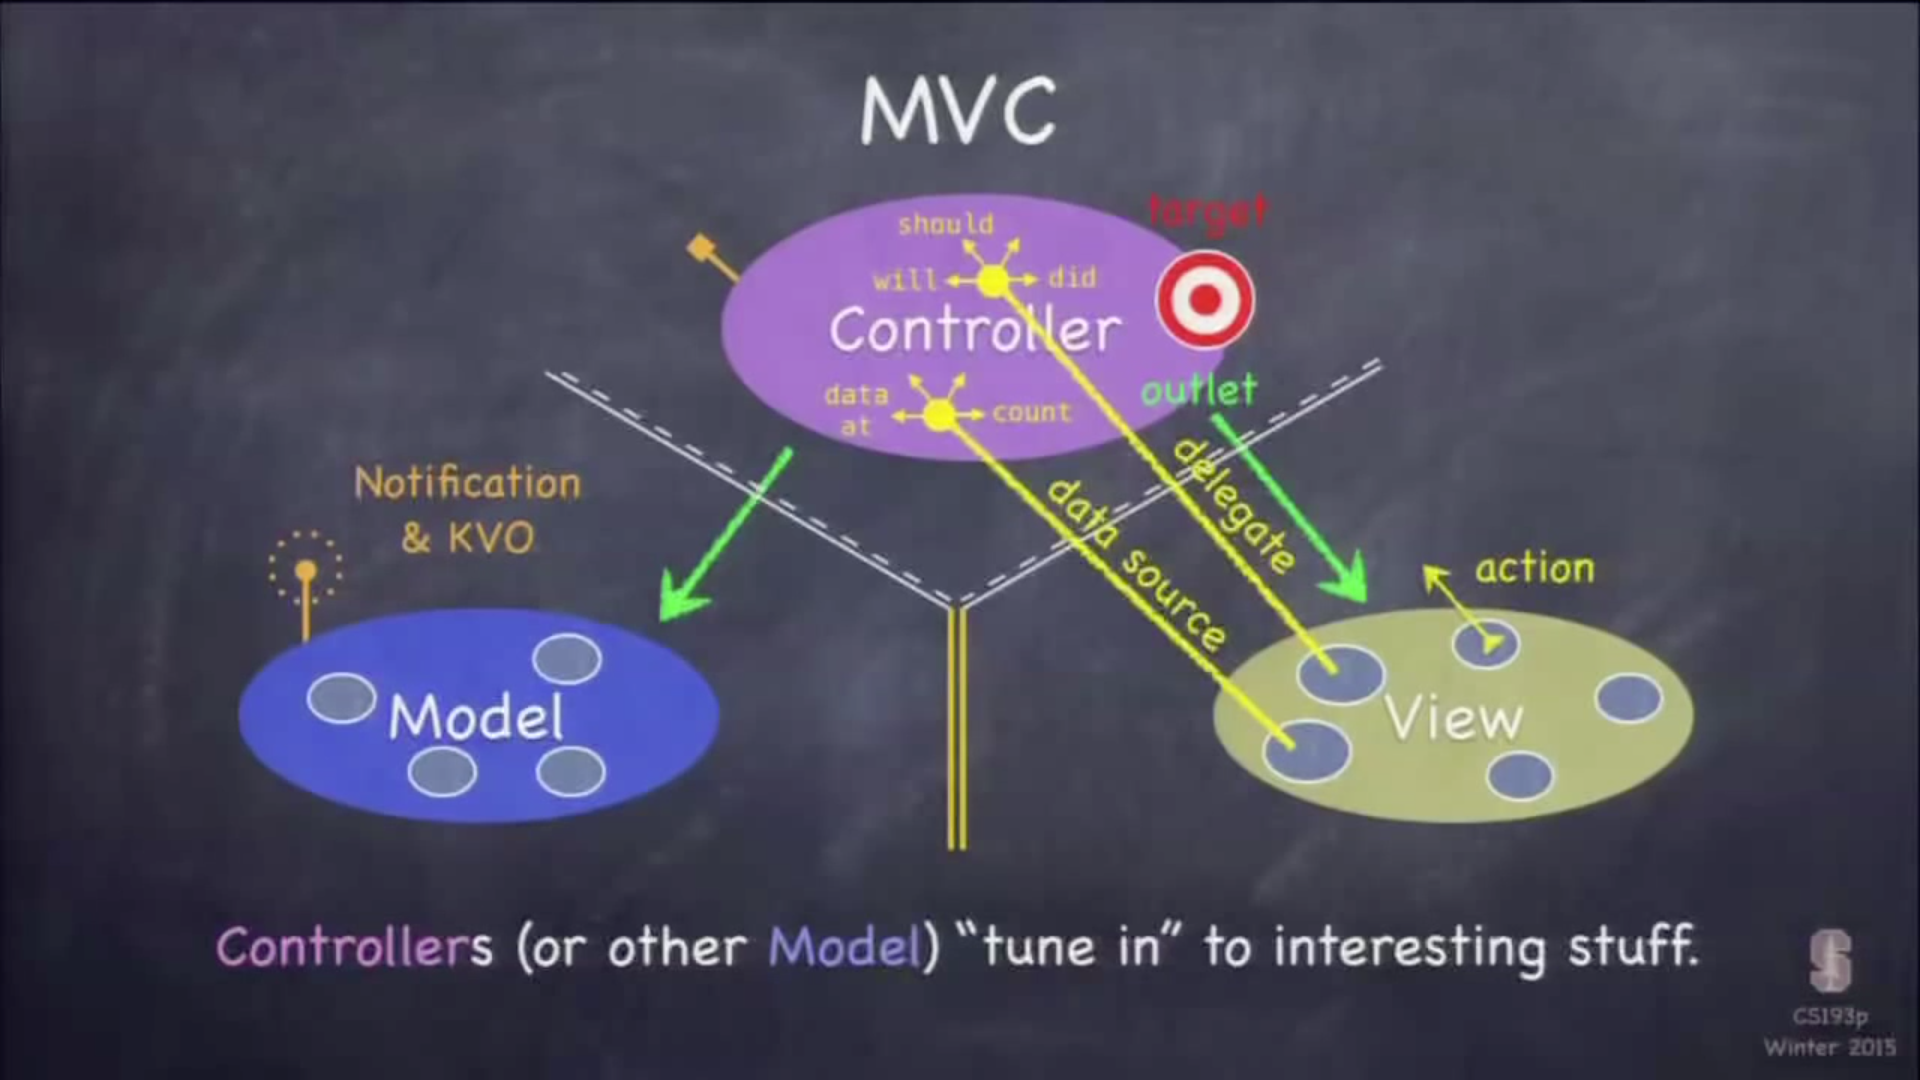 MVC
target
should
will
did
Controller
data
at
count
outlet
Notification
& KVO
delegate
data source
action
Model
View
Controllers (or other Model) “tune in” to interesting stuff.
CS193p
Winter 2015